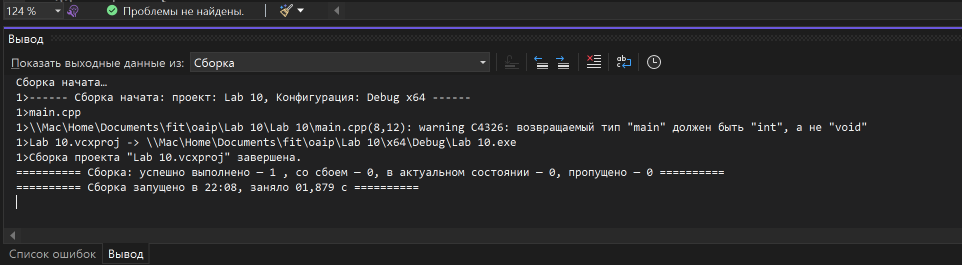 124 %
Проблемы не найдены.
Вывод
Показать выходные данные из: Сборка
Сборка начата…
1>------ Сборка начата: проект: Lab 10, Конфигурация: Debug x64 ------
1>main.cpp
1>\\Mac\Home\Documents\fit\oaip\Lab 10\Lab 10\main.cpp(8,12): warning C4326: возвращаемый тип "main" должен быть "int", а не "void"
1>Lab 10.vcxproj -> \\Mac\Home\Documents\fit\oaip\Lab 10\x64\Debug\Lab 10.exe
1>Сборка проекта "Lab 10.vcxproj" завершена.
========== Сборка: успешно выполнено — 1 , со сбоем — 0, в актуальном состоянии — 0, пропущено — 0 ==========
========== Сборка запущено в 22:08, заняло 01,879 с ==========
Список ошибок
Вывод